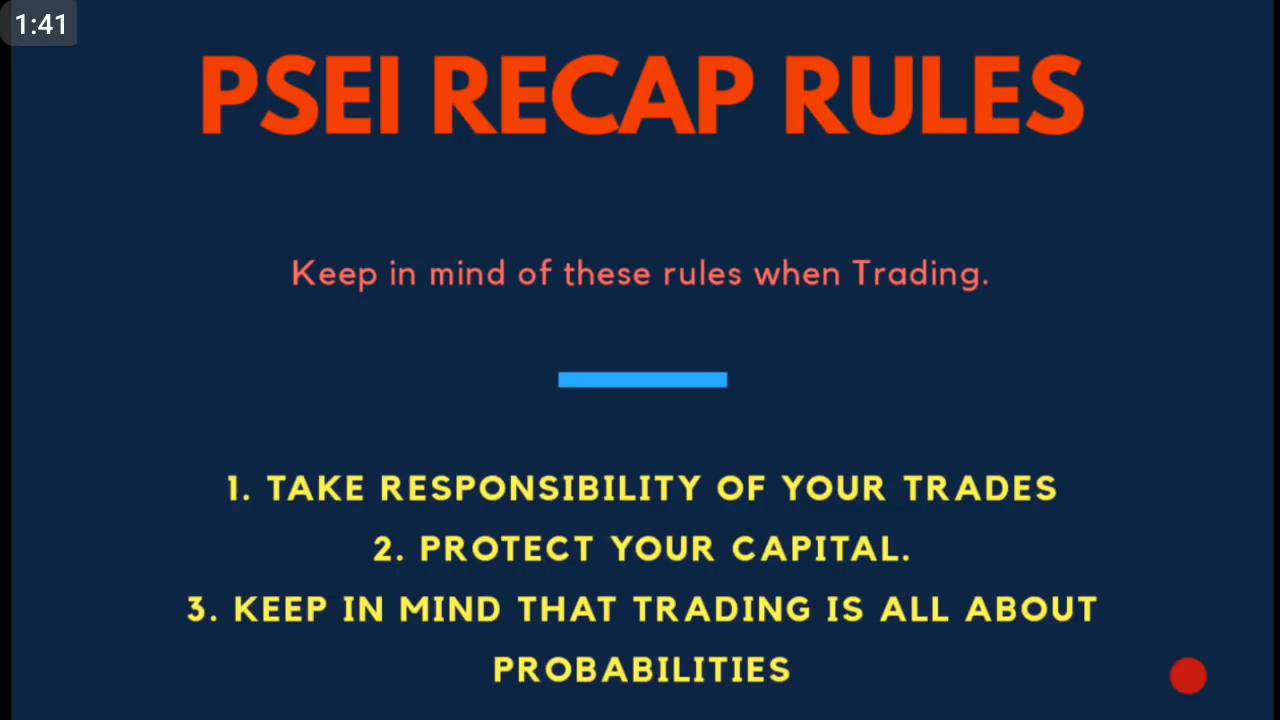 1:41
PSEI RECAP RULES
Keep in mind of these rules when Trading.
1. TAKE RESPONSIBILITY OF YOUR TRADES
2. PROTECT YOUR CAPITAL.
3. KEEP IN MIND THAT TRADING IS ALL ABOUT
PROBABILITIES